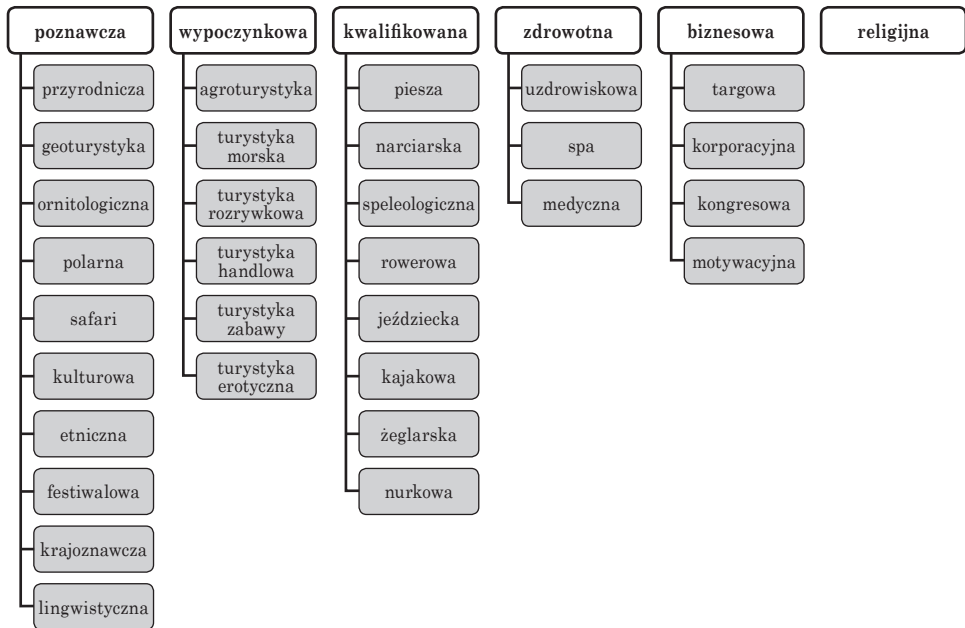 poznawcza
przyrodnicza
geoturystyka
ornitologiczna
polarna
safari
kulturowa
etniczna
festiwalowa
krajoznawcza
lingwistyczna
wypoczynkowa
agroturystyka
turystyka
morska
turystyka
rozrywkowa
turystyka
handlowa
turystyka
zabawy
turystyka
erotyczna
kwalifikowana
piesza
narciarska
speleologiczna
rowerowa
jeździecka
kajakowa
żeglarska
nurkowa
zdrowotna
uzdrowiskowa
spa
medyczna
biznesowa
targowa
korporacyjna
kongresowa
motywacyjna
religijna